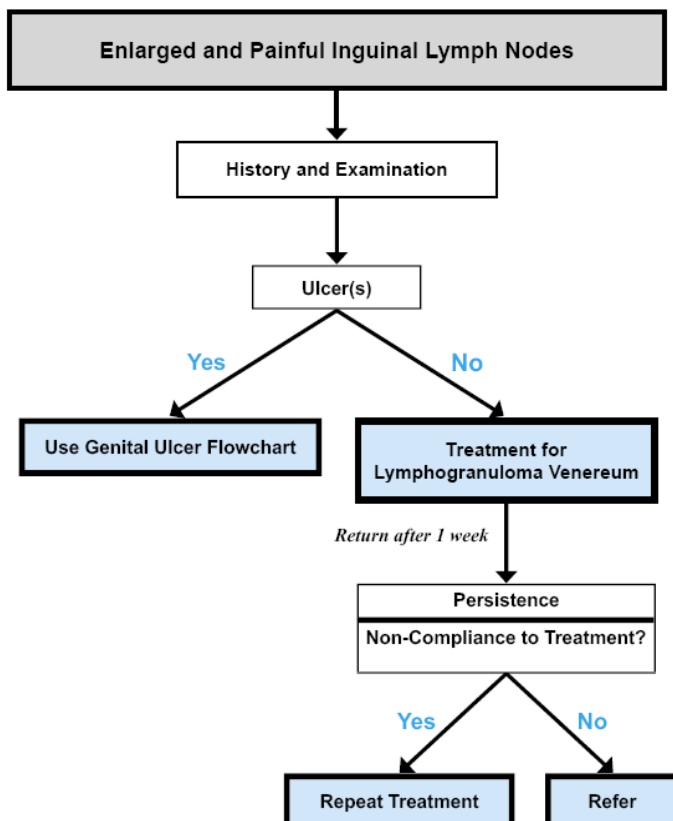 Enlarged and Painful Inguinal Lymph Nodes
History and Examination
Ulcer(s)
Yes
No
Use Genital Ulcer Flowchart
Treatment for
Lymphogranuloma Venereum
Return after 1 week
Persistence
Non-Compliance to Treatment?
Yes
No
Repeat Treatment
Refer